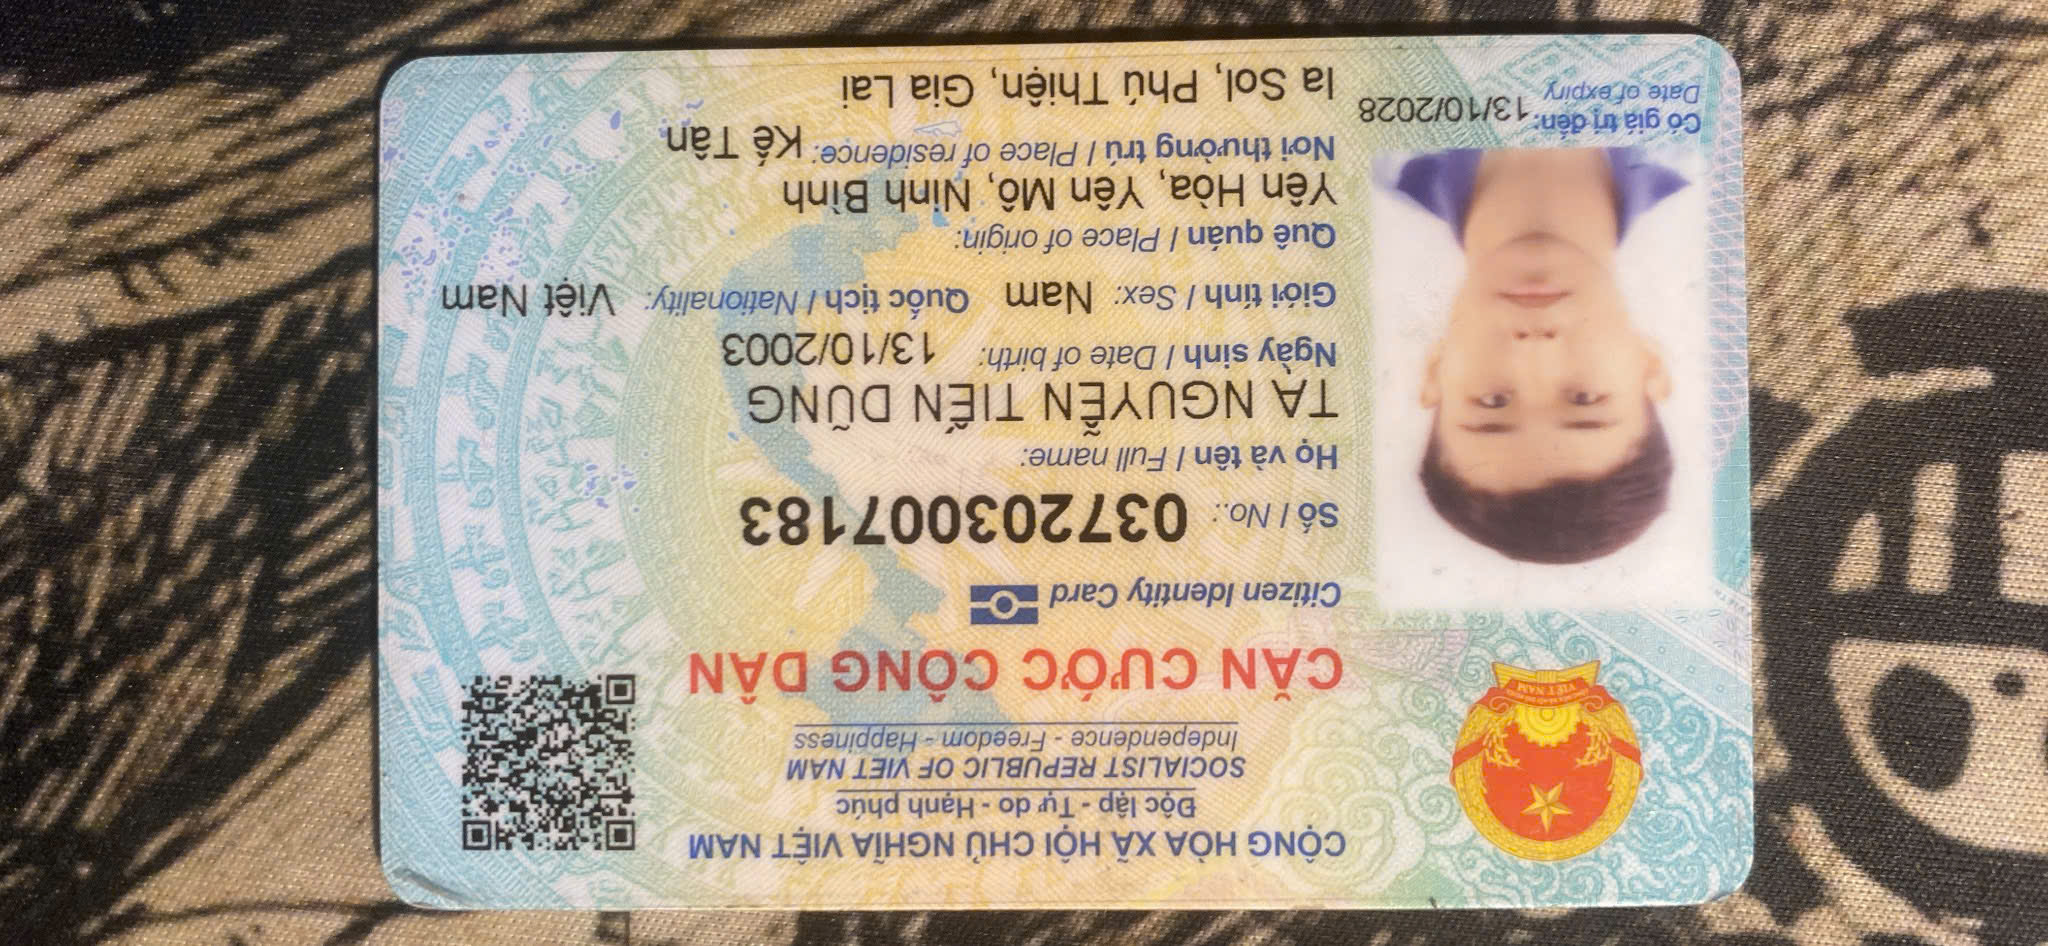 CỘNG HÒA XÃ HỘI CHỦ NGHĨA VIỆT NAM
Độc lập - Tự do - Hạnh phúc
SOCIALIST REPUBLIC OF VIET NAM
Independence - Freedom - Happiness
CĂN CƯỚC CÔNG DÂN
Citizen Identity Card
Số / No.: 037203007183
Họ và tên / Full name:
TẠ NGUYỄN TIẾN DŨNG
Ngày sinh / Date of birth: 13/10/2003
Giới tính / Sex: Nam Quốc tịch / Nationality: Việt Nam
Quê quán / Place of origin:
Yên Hòa, Yên Mô, Ninh Bình
Nơi thường trú / Place of residence: Kế Tân
Ia Sol, Phú Thiện, Gia Lai
Có giá trị đến: 13/10/2028
Date of expiry
VIỆT NAM